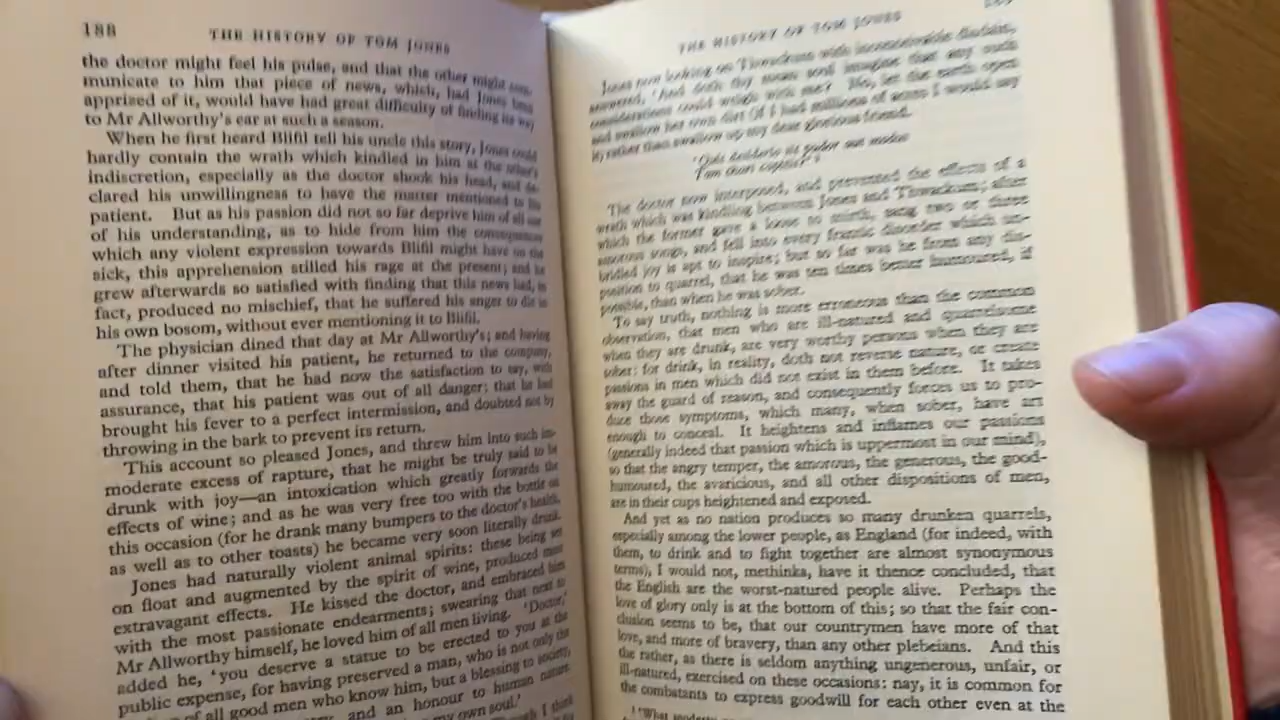 188
THE HISTORY OF TOM JONES
the doctor might feel his pulse, and that the other might com-
municate to him that piece of news, which, had Jones been
apprized of it, would have had great difficulty of finding its way
to Mr Allworthy's ear at such a season.
When he first heard Blifil tell his uncle this story, Jones could
hardly contain the wrath which kindled in him at the other's
indiscretion, especially as the doctor shook his head, and de-
clared his unwillingness to have the matter mentioned to his
patient. But as his passion did not so far deprive him of all use
of his understanding, as to hide from him the consequences
which any violent expression towards Blifil might have on the
sick, this apprehension stilled his rage at the present; and he
grew afterwards so satisfied with finding that this news had, in
fact, produced no mischief, that he suffered his anger to die in
his own bosom, without ever mentioning it to Blifil.
The physician dined that day at Mr Allworthy's; and having
after dinner visited his patient, he returned to the company,
and told them, that he had now the satisfaction to say, with
assurance, that his patient was out of all danger; that he had
brought his fever to a perfect intermission, and doubted not by
throwing in the bark to prevent its return.
This account so pleased Jones, and threw him into such im-
moderate excess of rapture, that he might be truly said to be
drunk with joy—an intoxication which greatly forwards the
effects of wine; and as he was very free too with the bottle on
this occasion (for he drank many bumpers to the doctor's health,
as well as to other toasts) he became very soon literally drunk.
Jones had naturally violent animal spirits: these being set
on float and augmented by the spirit of wine, produced most
extravagant effects. He kissed the doctor, and embraced him
with the most passionate endearments; swearing that next to
Mr Allworthy himself, he loved him of all men living. 'Doctor,'
added he, 'you deserve a statue to be erected to you at the
public expense, for having preserved a man, who is not only the
of all good men who know him, but a blessing to society,
and an honour to human nature.
my own soul.'
I think
THE HISTORY OF TOM JONES
Jones now looking on Thwackum with inconceivable disdain,
answered, 'And doth thy narrow soul imagine that any such
considerations could weigh with me? No, let the earth open
and swallow her own dirt (if I had millions of acres I would say
it) rather than swallow up my dear glorious friend.
'Quis desiderio sit pudor aut modus
Tam chari capitis?'
The doctor now interposed, and prevented the effects of a
wrath which was kindling between Jones and Thwackum; after
which the former gave a loose to mirth, sang two or three
amorous songs, and fell into every frantic disorder which un-
bridled joy is apt to inspire; but so far was he from any dis-
position to quarrel, that he was ten times better humoured, if
possible, than when he was sober.
To say truth, nothing is more erroneous than the common
observation, that men who are ill-natured and quarrelsome
when they are drunk, are very worthy persons when they are
sober: for drink, in reality, doth not reverse nature, or create
passions in men which did not exist in them before. It takes
away the guard of reason, and consequently forces us to pro-
duce those symptoms, which many, when sober, have art
enough to conceal. It heightens and inflames our passions
(generally indeed that passion which is uppermost in our mind),
so that the angry temper, the amorous, the generous, the good-
humoured, the avaricious, and all other dispositions of men,
are in their cups heightened and exposed.
And yet as no nation produces so many drunken quarrels,
especially among the lower people, as England (for indeed, with
them, to drink and to fight together are almost synonymous
terms), I would not, methinks, have it thence concluded, that
the English are the worst-natured people alive. Perhaps the
love of glory only is at the bottom of this; so that the fair con-
clusion seems to be, that our countrymen have more of that
love, and more of bravery, than any other plebeians. And this
the rather, as there is seldom anything ungenerous, unfair, or
ill-natured, exercised on these occasions: nay, it is common for
the combatants to express goodwill for each other even at the
1 'What modesty